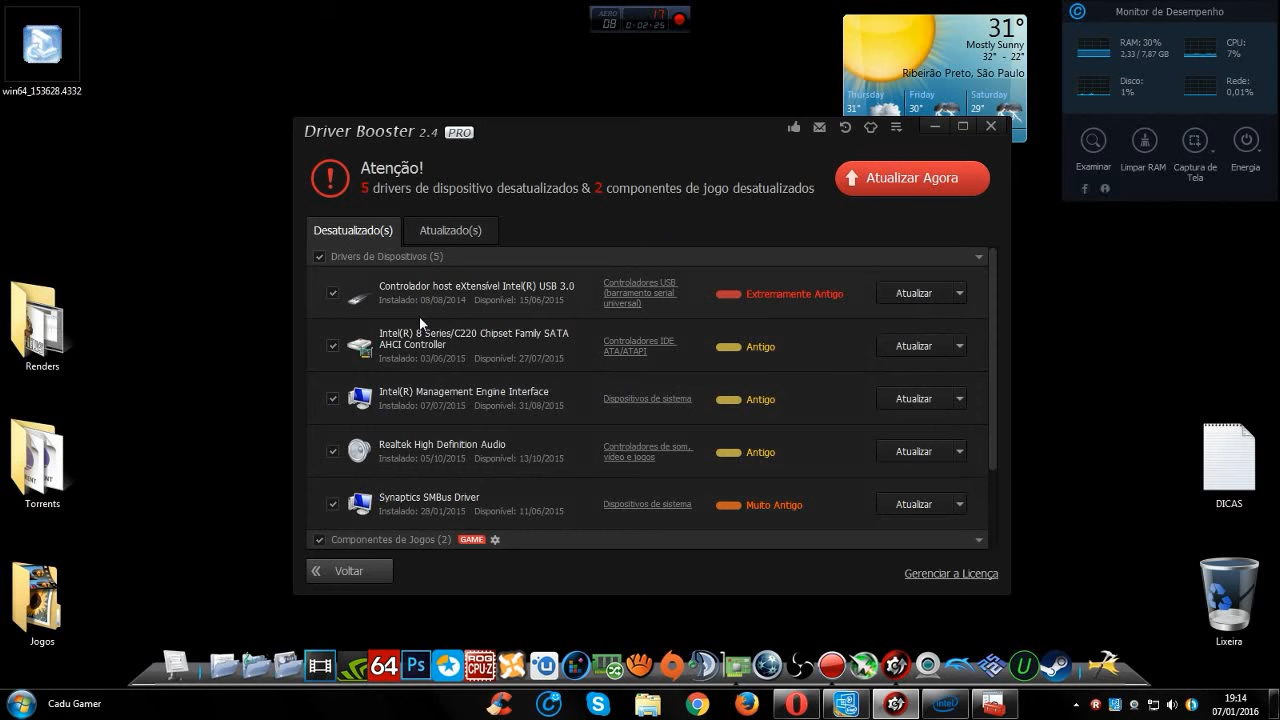 win64_153628.4332
AERO
08
17
0:02:25
31°
Mostly Sunny
32° - 22°
Ribeirão Preto, São Paulo
Thursday
Friday
Saturday
31°
30°
29°
Monitor de Desempenho
RAM: 30%
2,33 / 7,87 GB
CPU:
7%
Disco:
1%
Rede:
0,01%
Examinar
Limpar RAM
Captura de
Tela
Energia
Driver Booster 2.4 PRO
Atenção!
5 drivers de dispositivo desatualizados & 2 componentes de jogo desatualizados
Atualizar Agora
Desatualizado(s)
Atualizado(s)
Drivers de Dispositivos (5)
Controlador host eXtensível Intel(R) USB 3.0
Instalado: 08/08/2014 Disponível: 15/06/2015
Controladores USB
(barramento serial
universal)
Extremamente Antigo
Atualizar
Intel(R) 8 Series/C220 Chipset Family SATA
AHCI Controller
Instalado: 03/06/2015 Disponível: 27/07/2015
Controladores IDE
ATA/ATAPI
Antigo
Atualizar
Intel(R) Management Engine Interface
Instalado: 07/07/2015 Disponível: 31/08/2015
Dispositivos de sistema
Antigo
Atualizar
Realtek High Definition Audio
Instalado: 05/10/2015 Disponível: 13/10/2015
Controladores de som,
vídeo e jogos
Antigo
Atualizar
Synaptics SMBus Driver
Instalado: 28/01/2015 Disponível: 11/06/2015
Dispositivos de sistema
Muito Antigo
Atualizar
Componentes de Jogos (2) GAME
Voltar
Gerenciar a Licença
Renders
Torrents
Jogos
DICAS
Lixeira
64
Ps
ROG
CPUZ
Cadu Gamer
19:14
07/01/2016